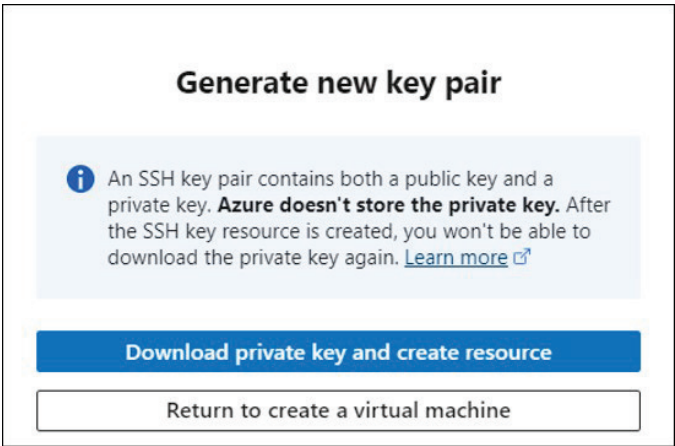 Generate new key pair
An SSH key pair contains both a public key and a
private key. Azure doesn't store the private key. After
the SSH key resource is created, you won't be able to
download the private key again. Learn more
Download private key and create resource
Return to create a virtual machine